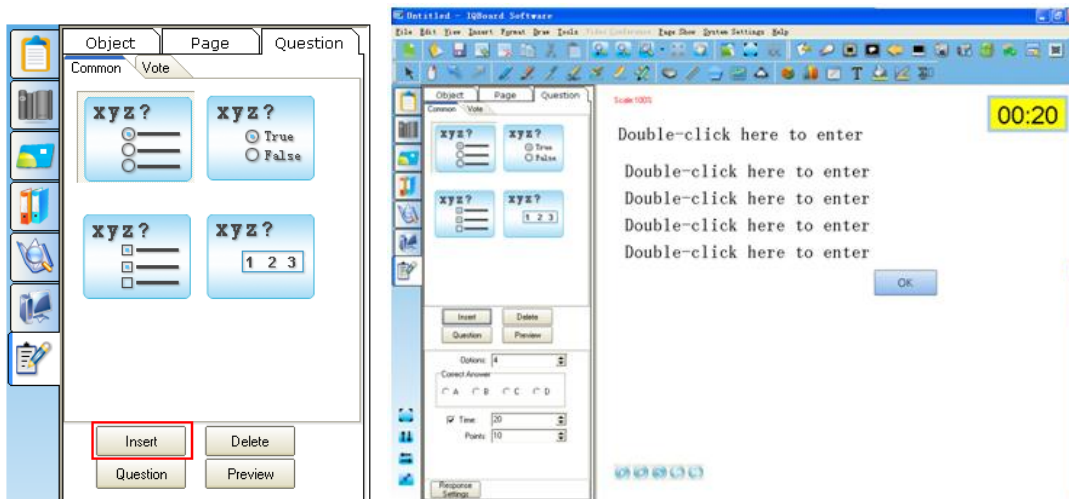 Object Page Question
Common Vote
xyz?
xyz?
True
False
xyz?
xyz?
1 2 3
Insert Delete
Question Preview
Untitled - IQBoard Software
File Edit View Insert Format Draw Tools Video Conference Page Show System Settings Help
Object Page Question
Common Vote
xyz?
xyz?
True
False
xyz?
xyz?
1 2 3
Insert Delete
Question Preview
Options: 4
Correct Answer
A B C D
Time: 20
Points: 10
Response
Settings
Scale:100%
00:20
Double-click here to enter
Double-click here to enter
Double-click here to enter
Double-click here to enter
Double-click here to enter
OK